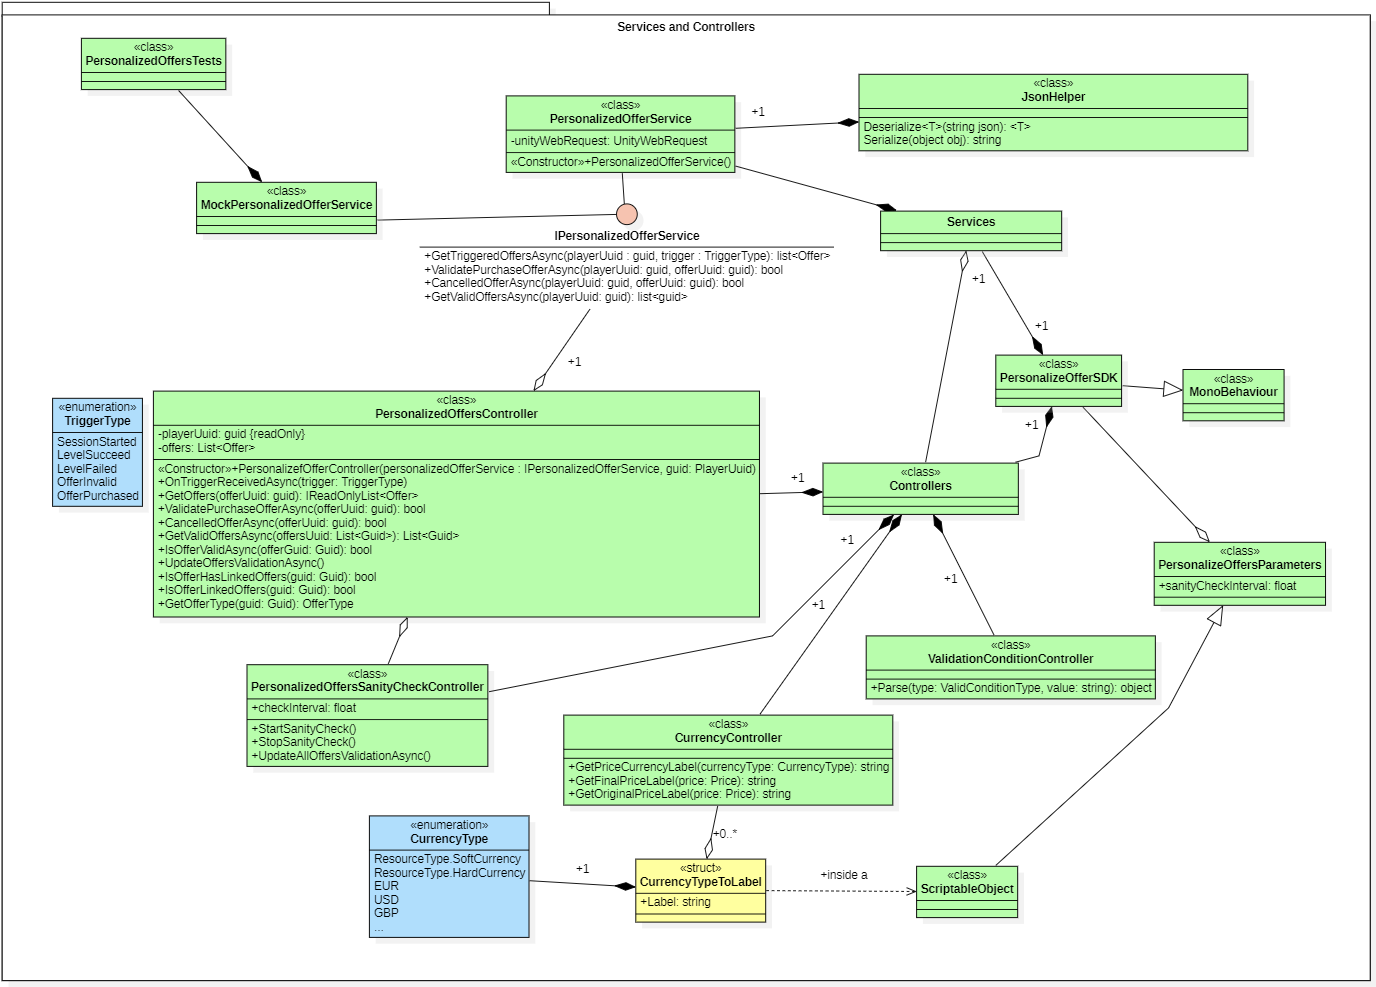 Services and Controllers
«class»
PersonalizedOffersTests
«class»
PersonalizedOfferService
-unityWebRequest: UnityWebRequest
«Constructor»+PersonalizedOfferService()
+1
«class»
JsonHelper
Deserialize<T>(string json): <T>
Serialize(object obj): string
«class»
MockPersonalizedOfferService
IPersonalizedOfferService
+GetTriggeredOffersAsync(playerUuid : guid, trigger : TriggerType): list<Offer>
+ValidatePurchaseOfferAsync(playerUuid: guid, offerUuid: guid): bool
+CancelledOfferAsync(playerUuid: guid, offerUuid: guid): bool
+GetValidOffersAsync(playerUuid: guid): list<guid>
Services
+1
+1
+1
«class»
PersonalizeOfferSDK
«class»
MonoBehaviour
+1
«enumeration»
TriggerType
SessionStarted
LevelSucceed
LevelFailed
OfferInvalid
OfferPurchased
«class»
PersonalizedOffersController
-playerUuid: guid {readOnly}
-offers: List<Offer>
«Constructor»+PersonalizefOfferController(personalizedOfferService : IPersonalizedOfferService, guid: PlayerUuid)
+OnTriggerReceivedAsync(trigger: TriggerType)
+GetOffers(offerUuid: guid): IReadOnlyList<Offer>
+ValidatePurchaseOfferAsync(offerUuid: guid): bool
+CancelledOfferAsync(offerUuid: guid): bool
+GetValidOffersAsync(offersUuid: List<Guid>): List<Guid>
+IsOfferValidAsync(offerGuid: Guid): bool
+UpdateOffersValidationAsync()
+IsOfferHasLinkedOffers(guid: Guid): bool
+IsOfferLinkedOffers(guid: Guid): bool
+GetOfferType(guid: Guid): OfferType
+1
«class»
Controllers
+1
+1
+1
«class»
PersonalizeOffersParameters
+sanityCheckInterval: float
«class»
ValidationConditionController
+Parse(type: ValidConditionType, value: string): object
«class»
PersonalizedOffersSanityCheckController
+checkInterval: float
+StartSanityCheck()
+StopSanityCheck()
+UpdateAllOffersValidationAsync()
«class»
CurrencyController
+GetPriceCurrencyLabel(currencyType: CurrencyType): string
+GetFinalPriceLabel(price: Price): string
+GetOriginalPriceLabel(price: Price): string
+0..*
«enumeration»
CurrencyType
ResourceType.SoftCurrency
ResourceType.HardCurrency
EUR
USD
GBP
...
+1
«struct»
CurrencyTypeToLabel
+Label: string
+inside a
«class»
ScriptableObject